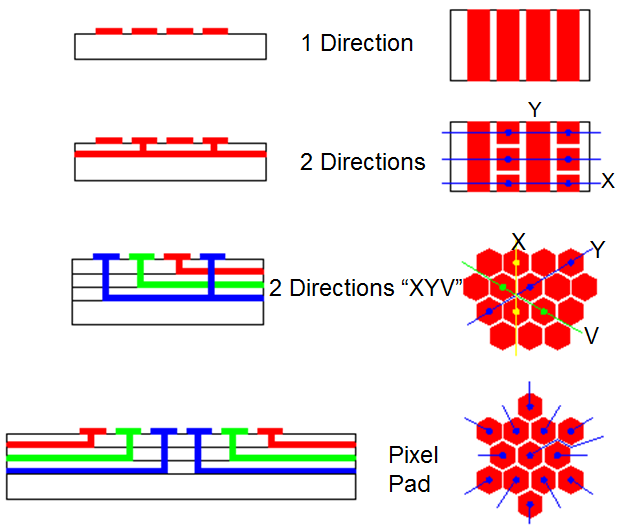 1 Direction
Y
2 Directions
X
X
Y
2 Directions “XYV”
V
Pixel
Pad